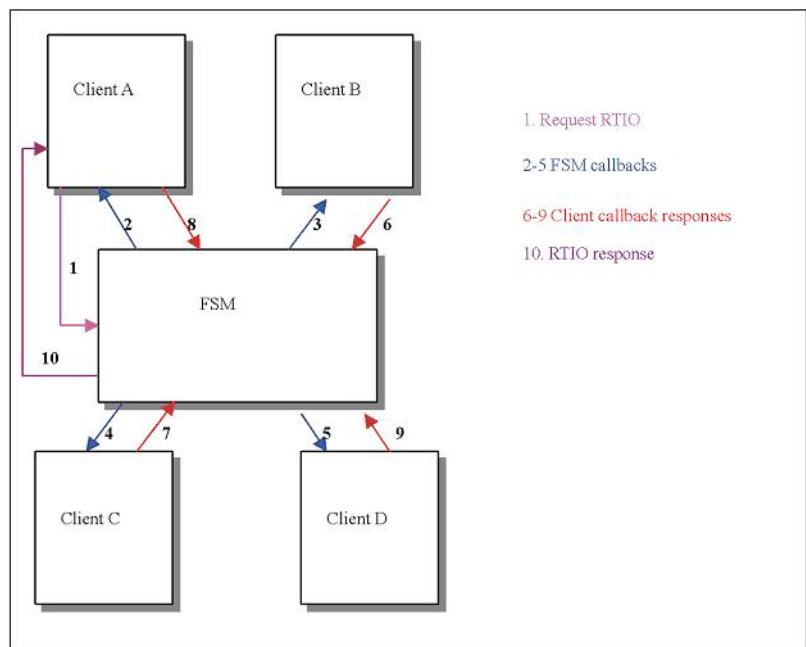 Client A
Client B
1. Request RTIO
2-5 FSM callbacks
6-9 Client callback responses
10. RTIO response
2
8
3
6
1
FSM
10
4
7
5
9
Client C
Client D